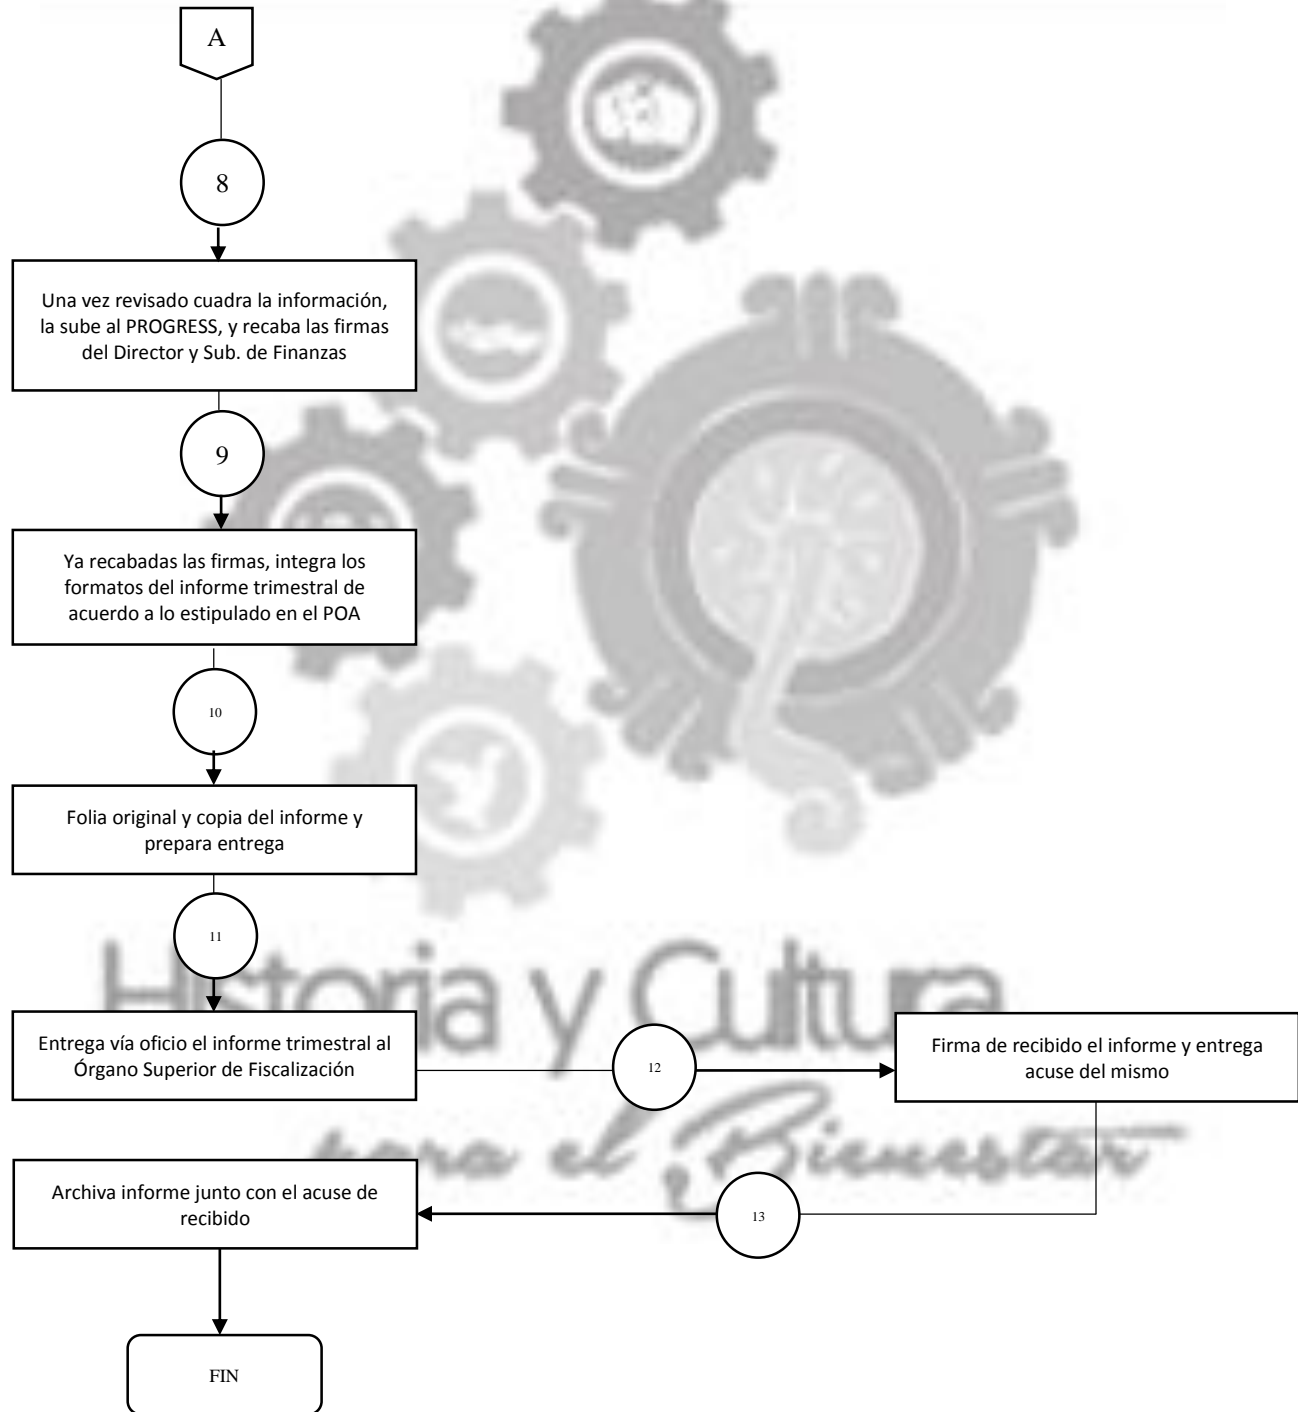 A
8
Una vez revisado cuadra la información,
la sube al PROGRESS, y recaba las firmas
del Director y Sub. de Finanzas
9
Ya recabadas las firmas, integra los
formatos del informe trimestral de
acuerdo a lo estipulado en el POA
10
Folia original y copia del informe y
prepara entrega
11
Historia y Cultura
para el Bienestar
Entrega vía oficio el informe trimestral al
Órgano Superior de Fiscalización
12
Firma de recibido el informe y entrega
acuse del mismo
13
Archiva informe junto con el acuse de
recibido
FIN